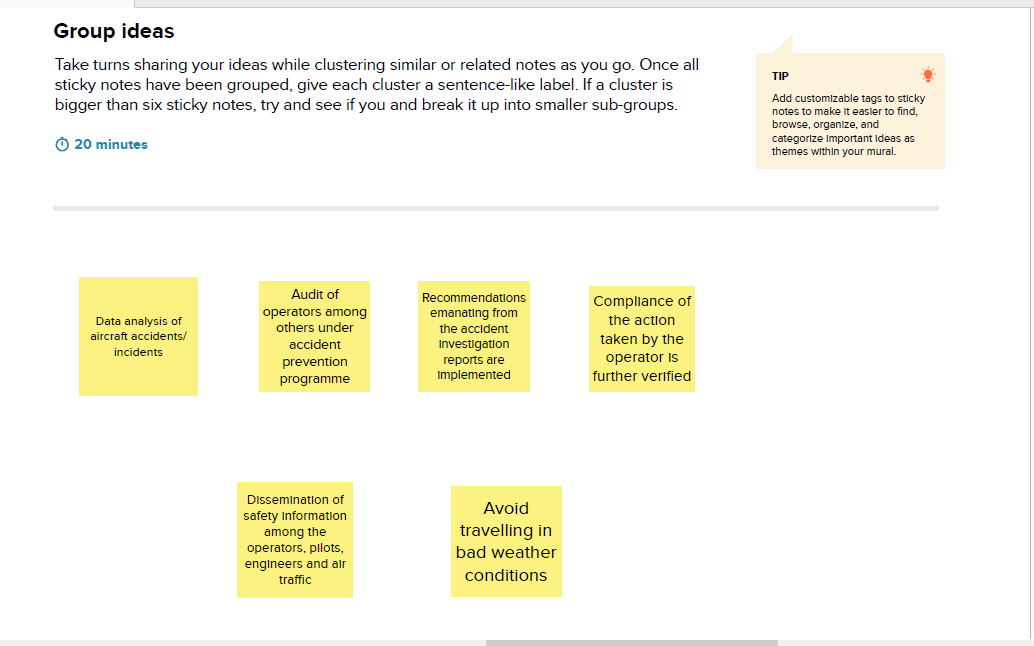 Group ideas
Take turns sharing your ideas while clustering similar or related notes as you go. Once all
sticky notes have been grouped, give each cluster a sentence-like label. If a cluster is
bigger than six sticky notes, try and see if you and break it up into smaller sub-groups.
20 minutes
TIP
Add customizable tags to sticky
notes to make it easier to find,
browse, organize, and
categorize important ideas as
themes within your mural.
Data analysis of
aircraft accidents/
incidents
Audit of
operators among
others under
accident
prevention
programme
Recommendations
emanating from
the accident
investigation
reports are
implemented
Compliance of
the action
taken by the
operator is
further verified
Dissemination of
safety information
among the
operators, pilots,
engineers and air
traffic
Avoid
travelling in
bad weather
conditions